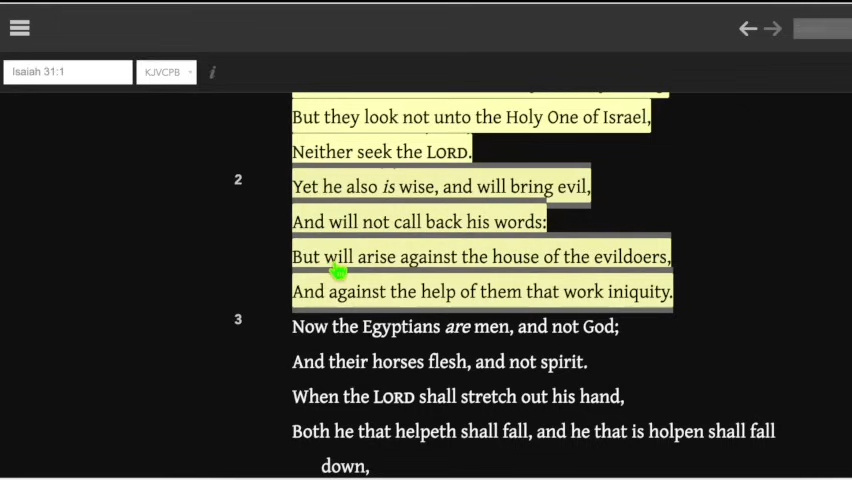 Isaiah 31:1
KJVCPB
i
But they look not unto the Holy One of Israel,
Neither seek the LORD.
2
Yet he also is wise, and will bring evil,
And will not call back his words:
But will arise against the house of the evildoers,
And against the help of them that work iniquity.
3
Now the Egyptians are men, and not God;
And their horses flesh, and not spirit.
When the LORD shall stretch out his hand,
Both he that helpeth shall fall, and he that is holpen shall fall
down,